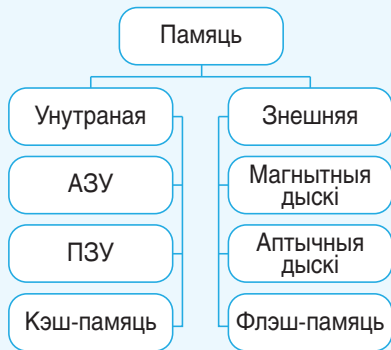 Памяць
Унутраная
АЗУ
ПЗУ
Кэш-памяць
Знешняя
Магнытныя
дыскі
Аптычныя
дыскі
Флэш-памяць